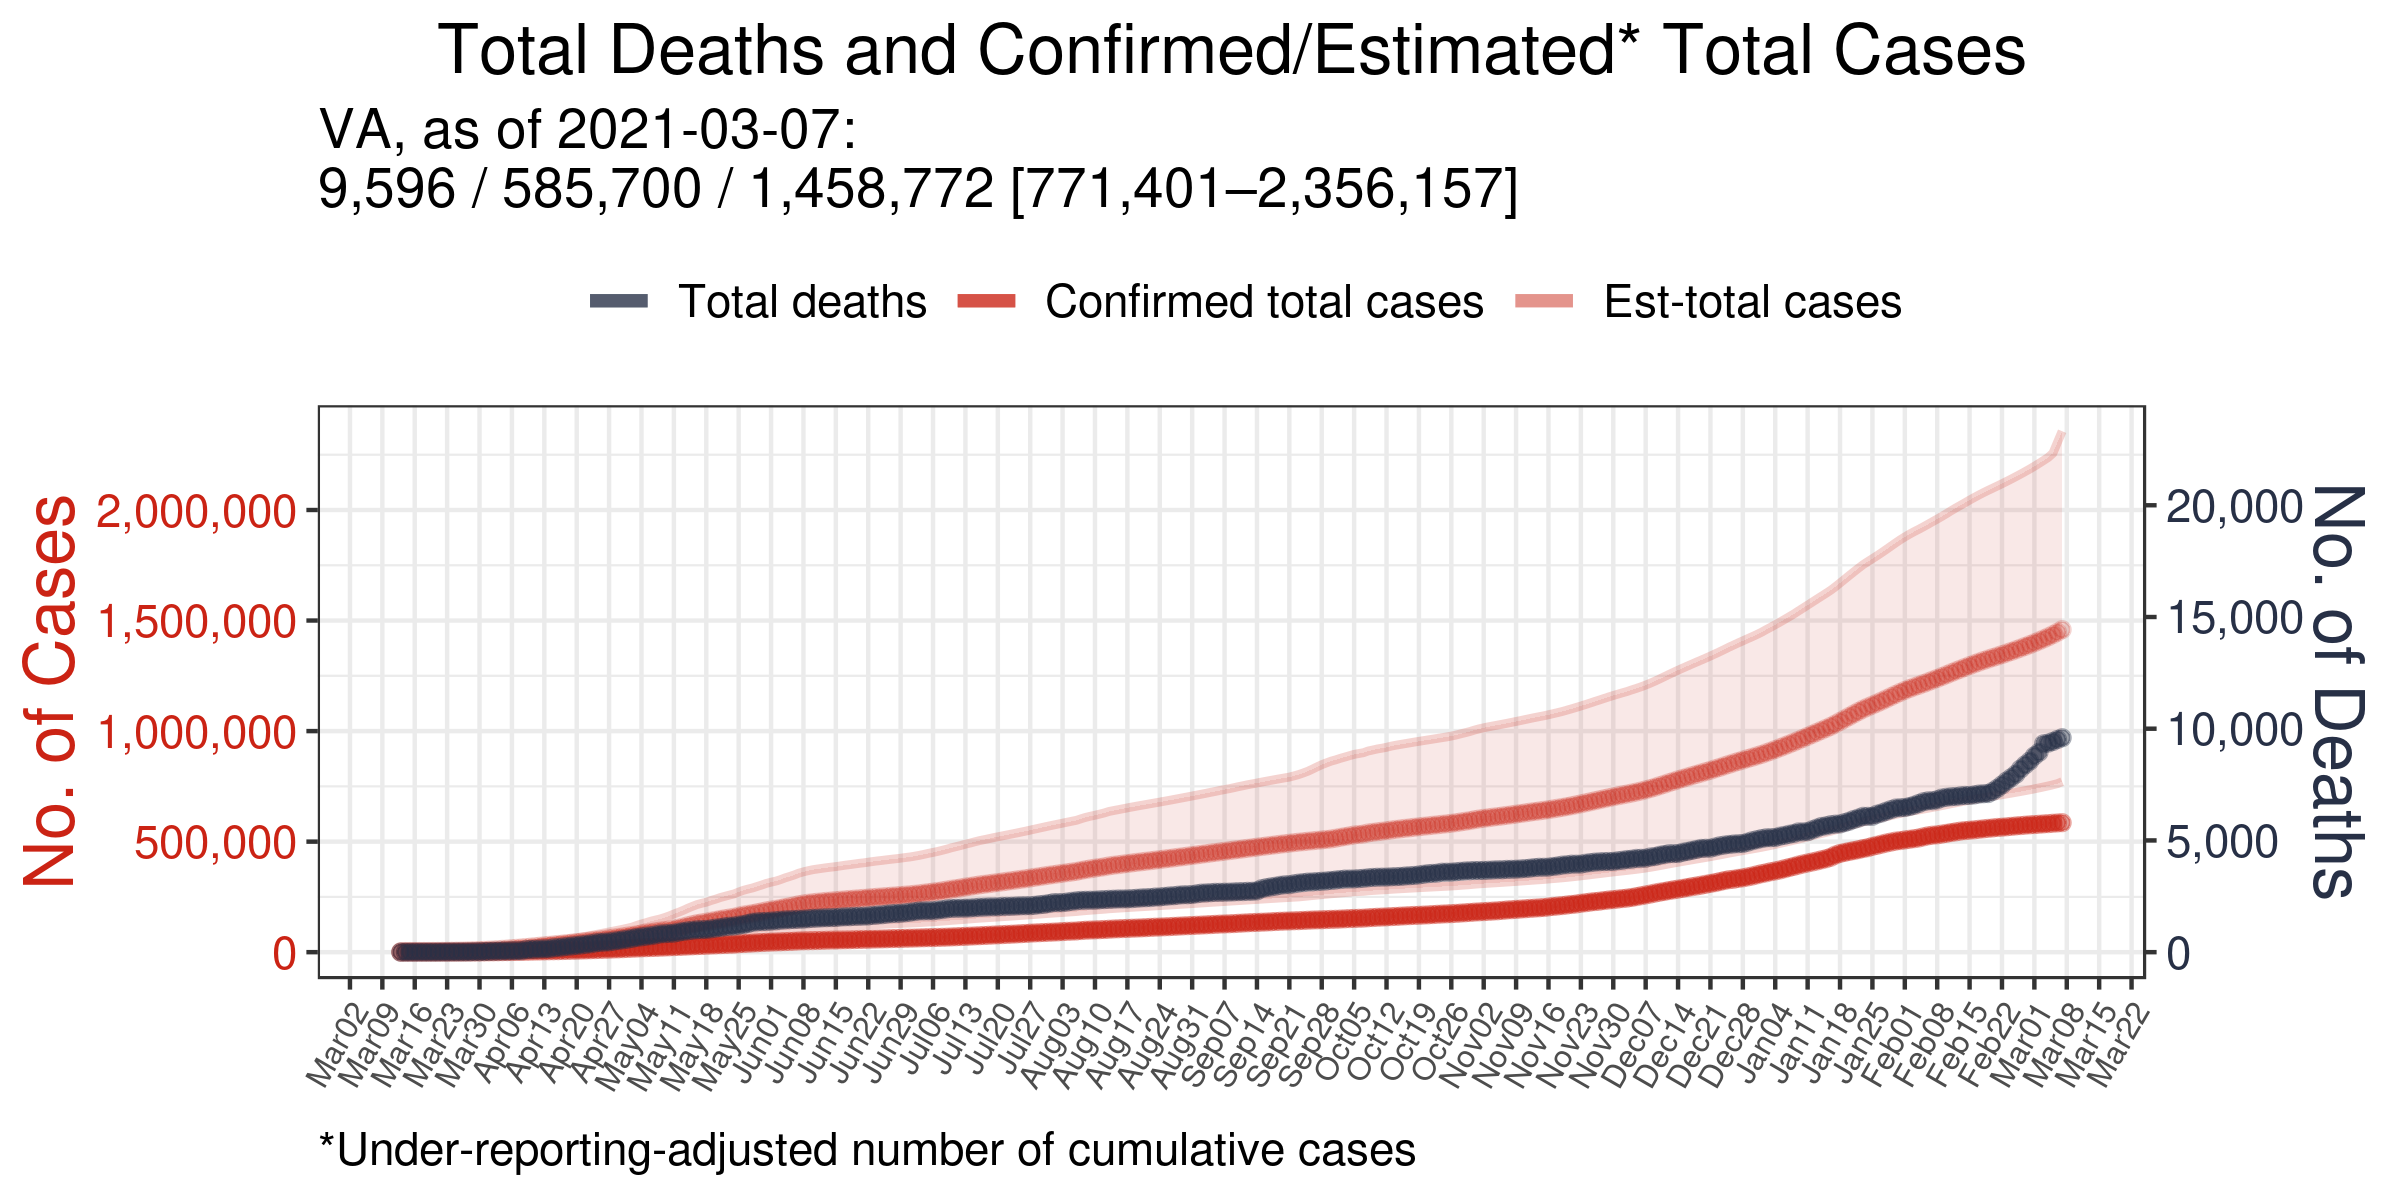 Total Deaths and Confirmed/Estimated* Total Cases
VA, as of 2021-03-07:
9,596 / 585,700 / 1,458,772 [771,401–2,356,157]
Total deaths
Confirmed total cases
Est-total cases
No. of Cases
2,000,000
1,500,000
1,000,000
500,000
0
20,000
15,000
10,000
5,000
0
No. of Deaths
Mar02
Mar09
Mar16
Mar23
Mar30
Apr06
Apr13
Apr20
Apr27
May04
May11
May18
May25
Jun01
Jun08
Jun15
Jun22
Jun29
Jul06
Jul13
Jul20
Jul27
Aug03
Aug10
Aug17
Aug24
Aug31
Sep07
Sep14
Sep21
Sep28
Oct05
Oct12
Oct19
Oct26
Nov02
Nov09
Nov16
Nov23
Nov30
Dec07
Dec14
Dec21
Dec28
Jan04
Jan11
Jan18
Jan25
Feb01
Feb08
Feb15
Feb22
Mar01
Mar08
Mar15
Mar22
*Under-reporting-adjusted number of cumulative cases